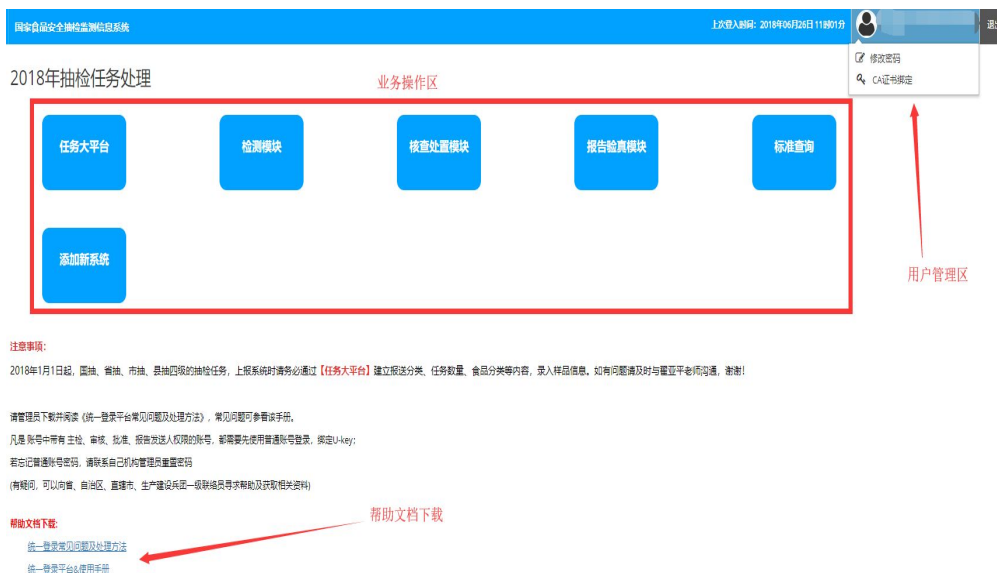 国家食品安全抽检监测信息系统
上次登入时间：2018年06月26日 11时01分
修改密码
CA证书绑定
2018年抽检任务处理
业务操作区
任务大平台
检测模块
核查处置模块
报告验真模块
标准查询
添加新系统
用户管理区
注意事项：
2018年1月1日起，国抽、省抽、市抽、县抽四级的抽检任务，上报系统时请务必通过【任务大平台】建立报送分类、任务数量、食品分类等内容，录入样品信息。如有问题请及时与翟亚平老师沟通，谢谢！
请管理员下载并阅读《统一登录平台常见问题及处理方法》，常见问题可参看该手册。
凡是 账号中带有 主检、审核、批准、报告发送人权限的账号，都需要先使用普通账号登录，绑定U-key;
若忘记普通账号密码，请联系自己机构管理员重置密码
(有疑问，可以向省、自治区、直辖市、生产建设兵团一级联络员寻求帮助及获取相关资料)
帮助文档下载
帮助文档下载：
统一登录常见问题及处理方法
统一登录平台&使用手册